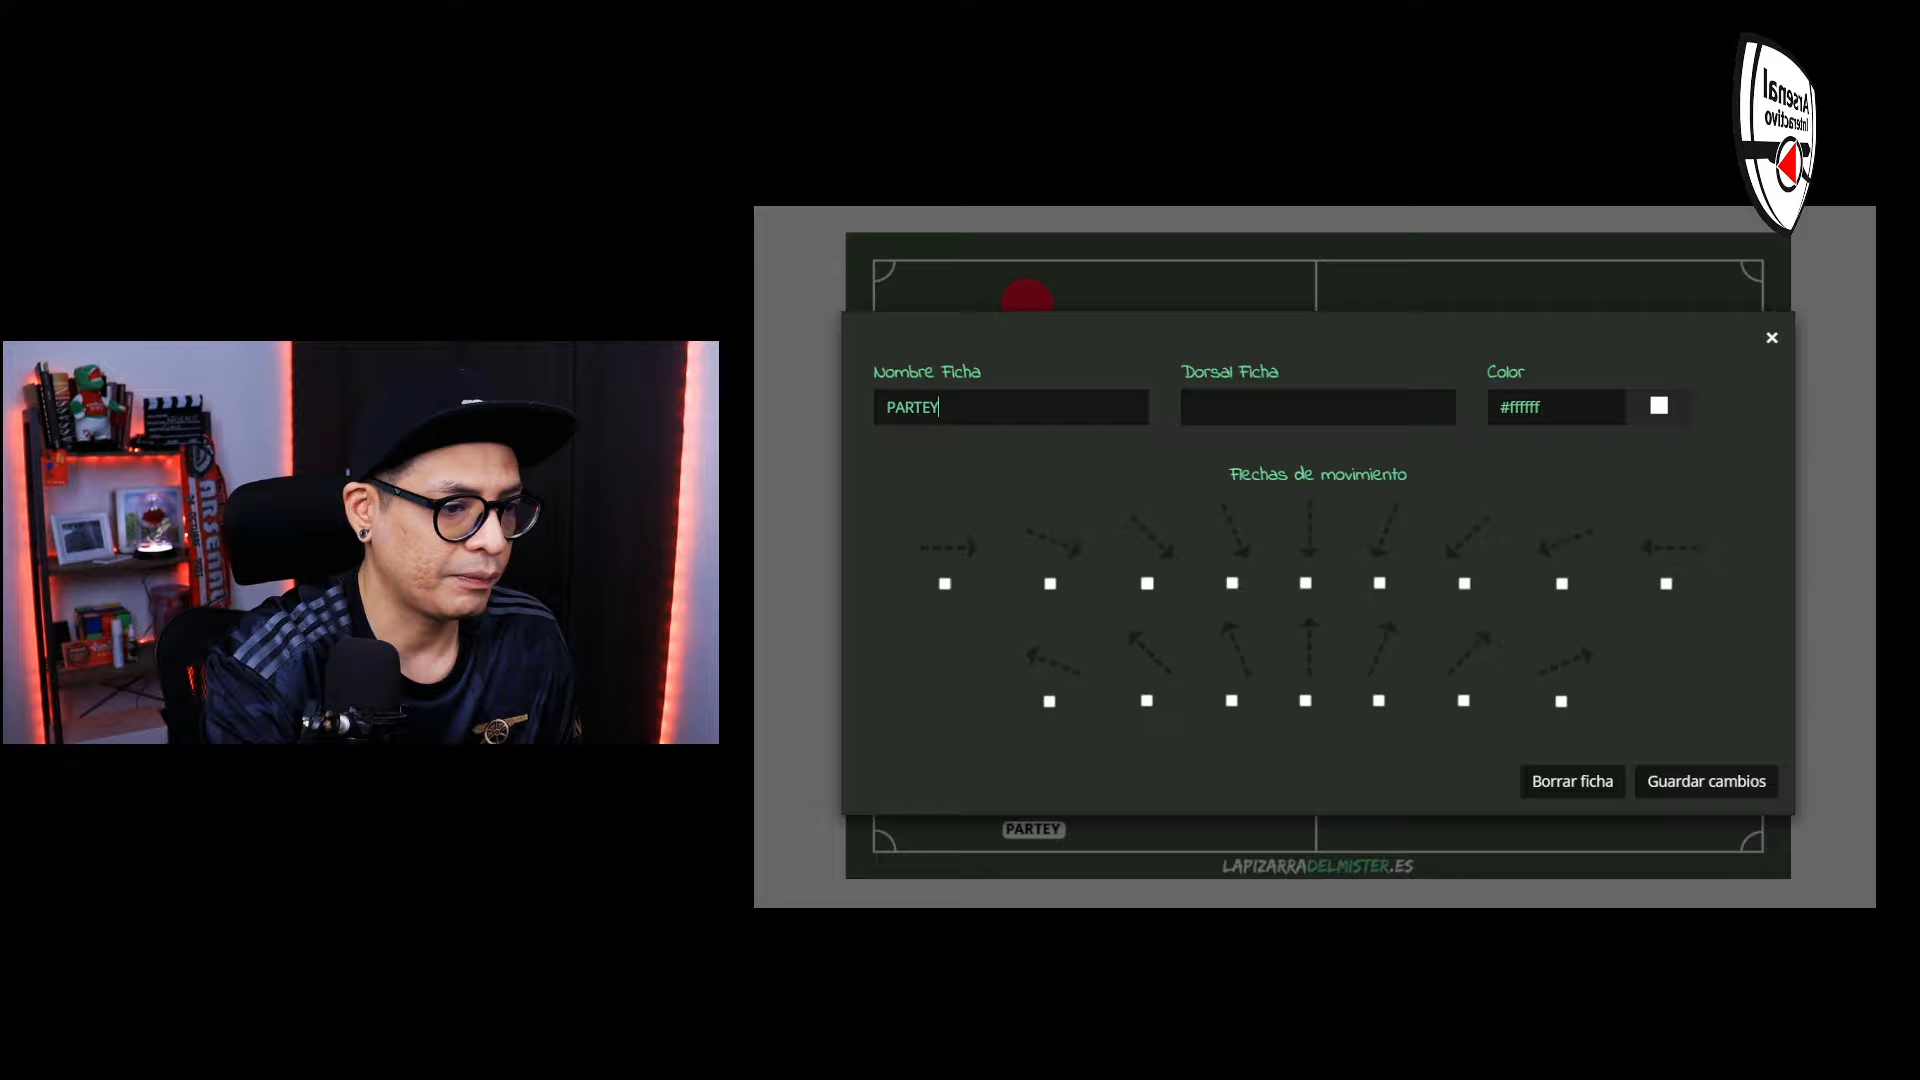 Arsenal
Interactivo
×
Nombre Ficha
Dorsal Ficha
Color
PARTEY
#ffffff
Flechas de movimiento
Borrar ficha
Guardar cambios
PARTEY
LAPIZARRADELMISTER.ES
ARSENAL